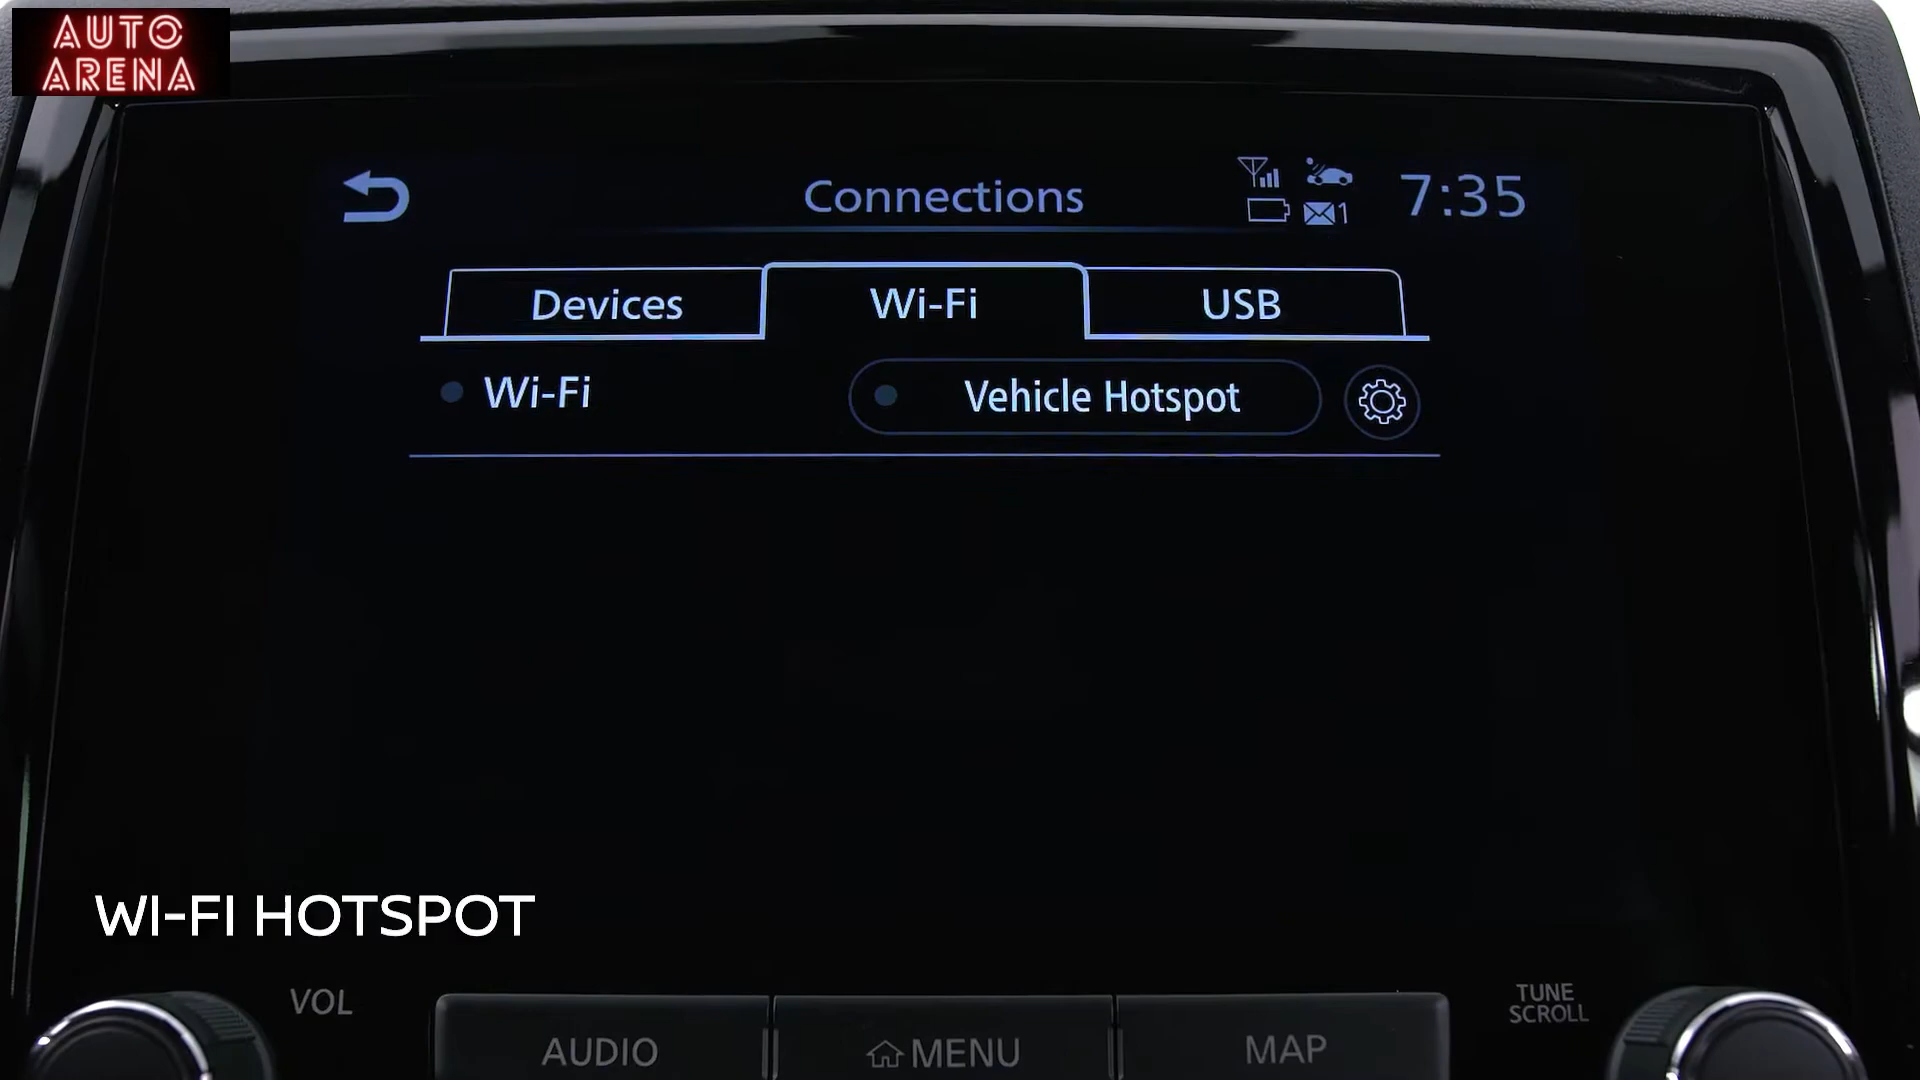 AUTO
ARENA
Connections
1
7:35
Devices
Wi-Fi
USB
Wi-Fi
Vehicle Hotspot
WI-FI HOTSPOT
VOL
TUNE
SCROLL
AUDIO
MENU
MAP